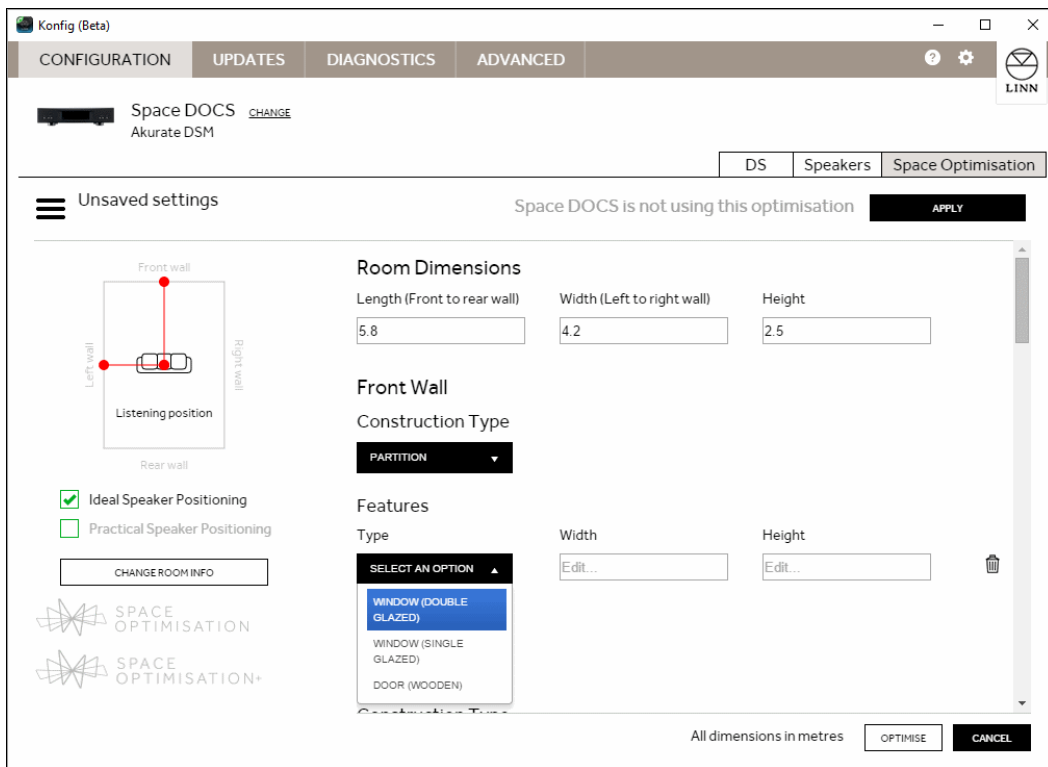 Konfig (Beta)
CONFIGURATION UPDATES DIAGNOSTICS ADVANCED ?
LINN
Space DOCS CHANGE
Akurate DSM
DS Speakers Space Optimisation
Unsaved settings
Space DOCS is not using this optimisation APPLY
Front wall
Left wall
Right wall
Listening position
Rear wall
Ideal Speaker Positioning
Practical Speaker Positioning
CHANGE ROOM INFO
SPACE
OPTIMISATION
SPACE
OPTIMISATION+
Room Dimensions
Length (Front to rear wall) Width (Left to right wall) Height
5.8 4.2 2.5
Front Wall
Construction Type
PARTITION
Features
Type Width Height
SELECT AN OPTION Edit... Edit...
WINDOW (DOUBLE
GLAZED)
WINDOW (SINGLE
GLAZED)
DOOR (WOODEN)
Construction Type
All dimensions in metres OPTIMISE CANCEL